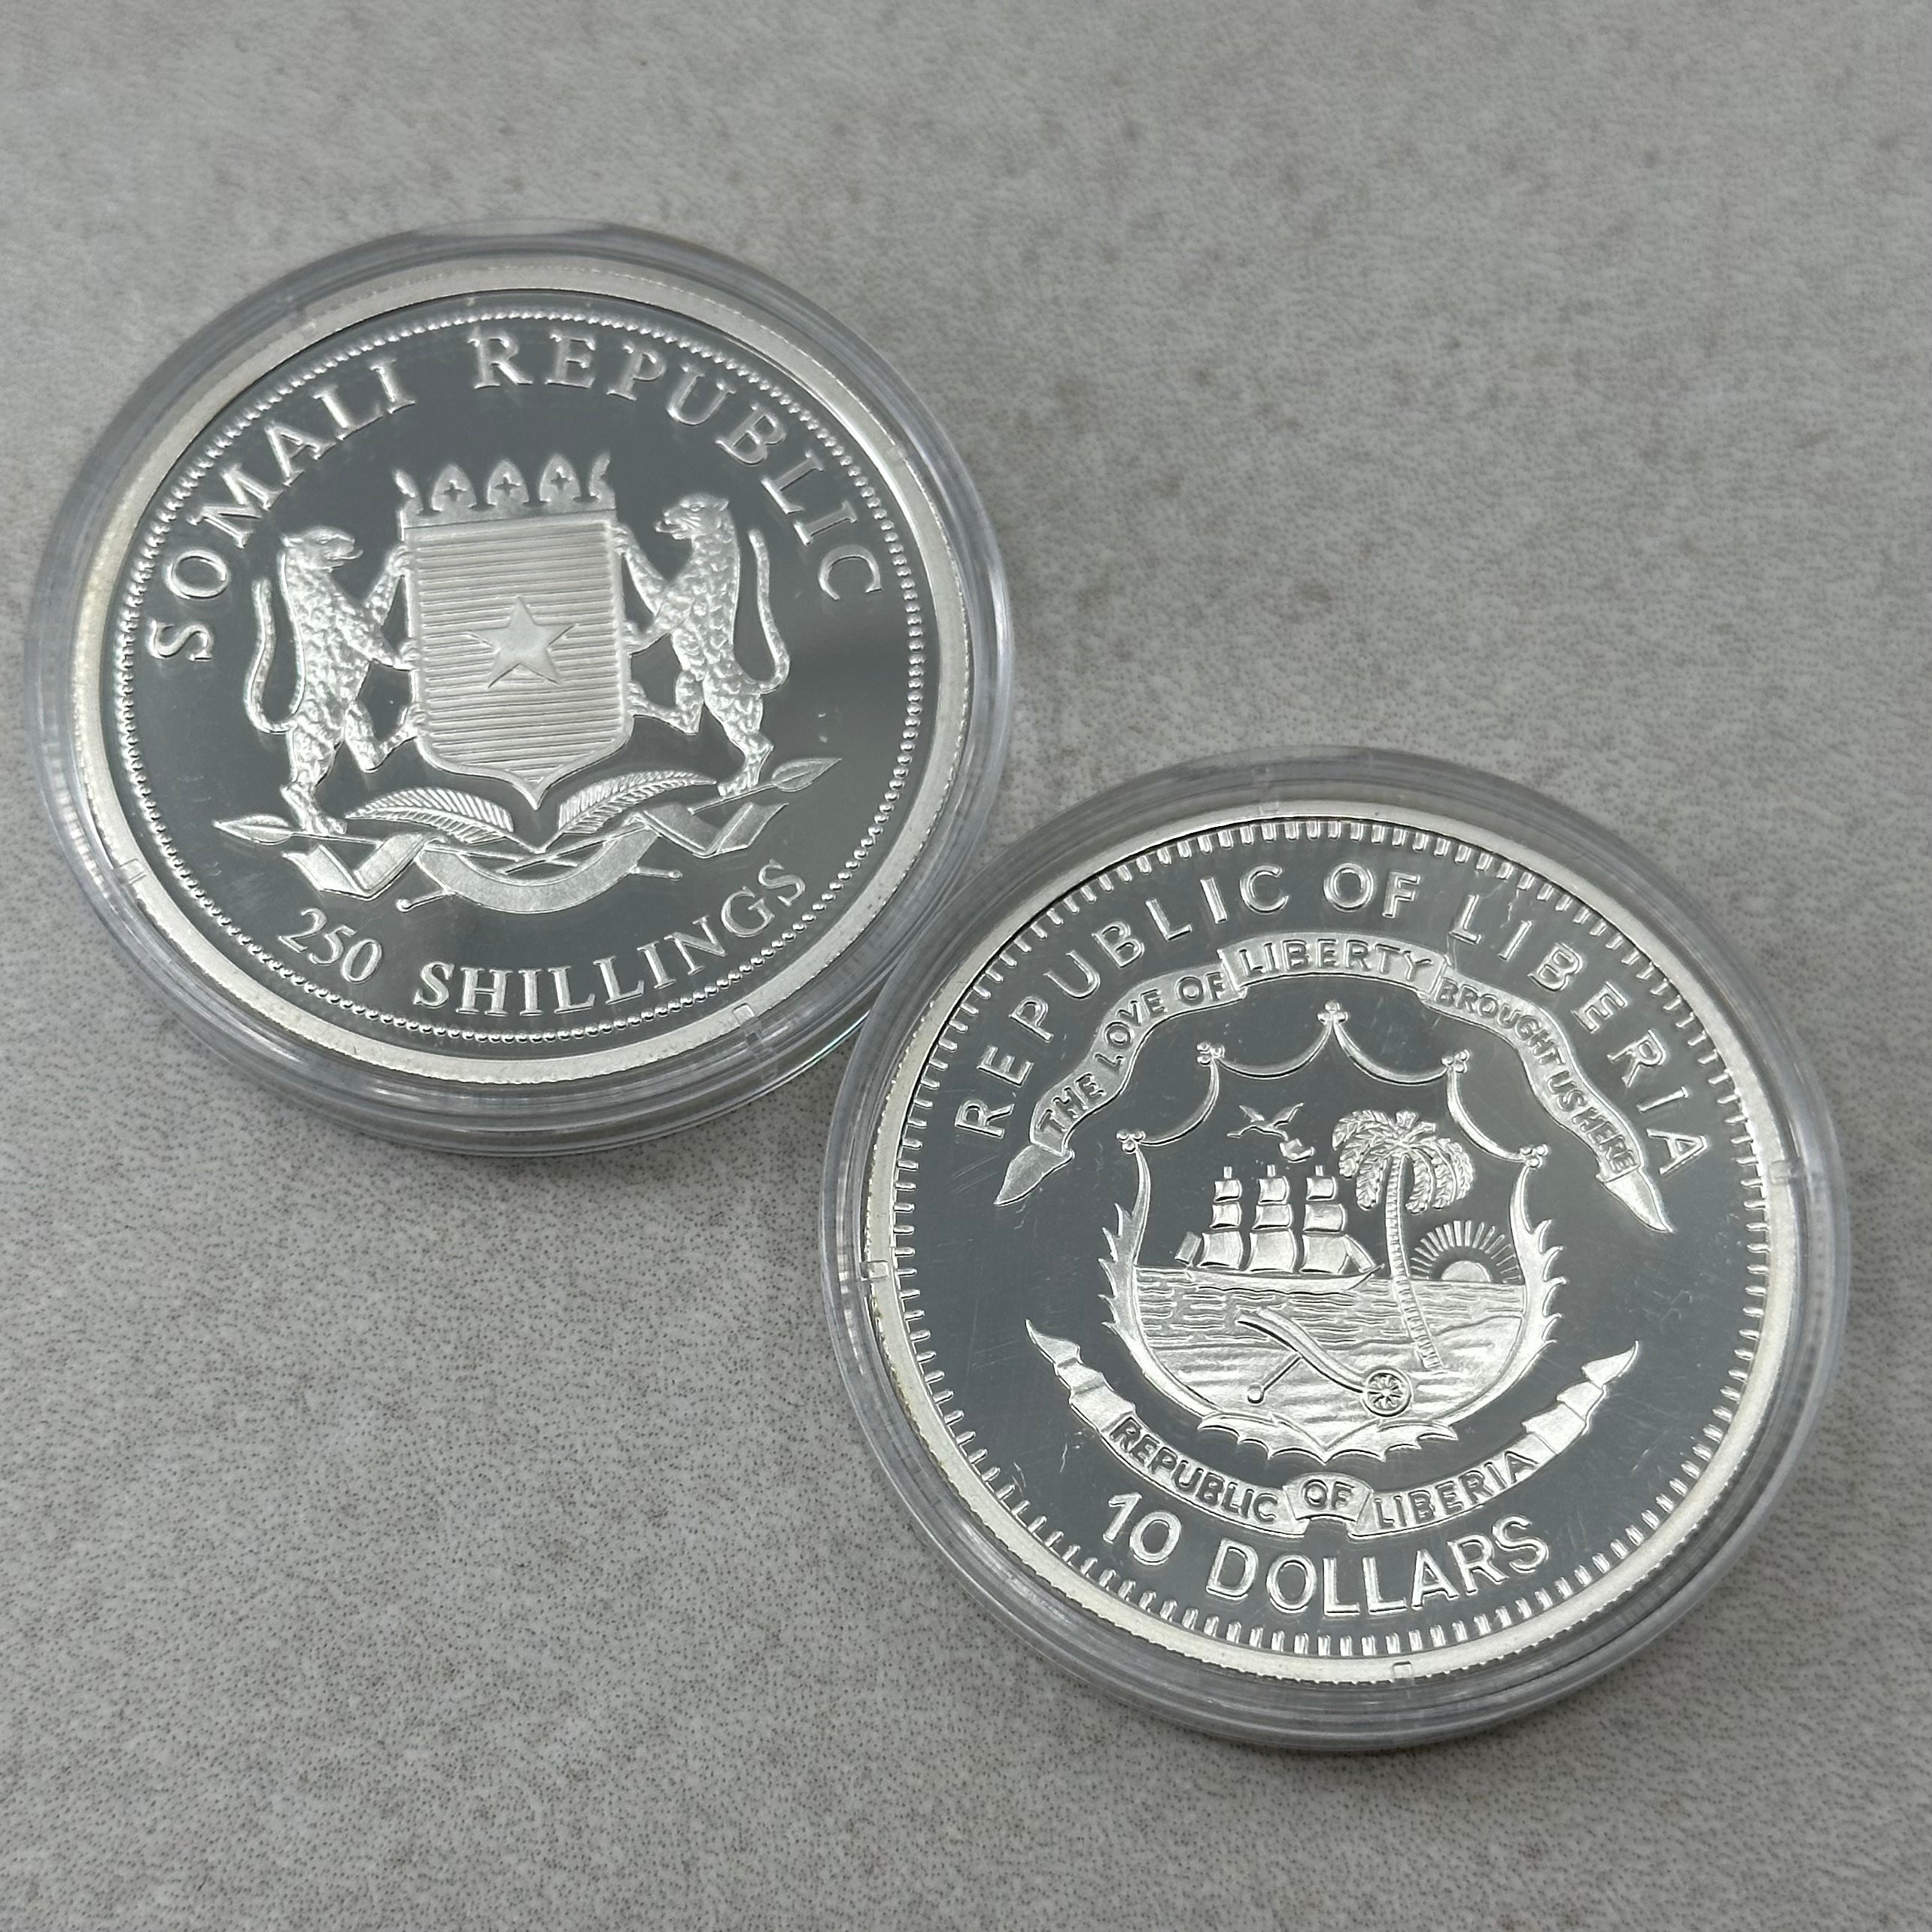 SOMALI REPUBLIC
250 SHILLINGS
REPUBLIC OF LIBERIA
THE LOVE OF LIBERTY BROUGHT US HERE
REPUBLIC OF LIBERIA
10 DOLLARS